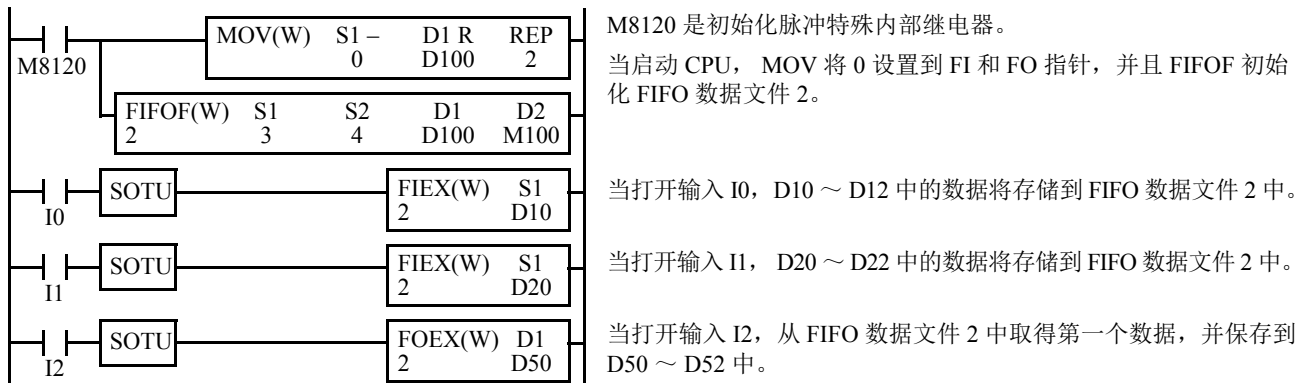 MOV(W) S1 – D1 R REP
0 D100 2
M8120
M8120 是初始化脉冲特殊内部继电器。
当启动 CPU， MOV 将 0 设置到 FI 和 FO 指针，并且 FIFOF 初始
化 FIFO 数据文件 2。
FIFOF(W) S1 S2 D1 D2
2 3 4 D100 M100
SOTU FIEX(W) S1
I0 2 D10
当打开输入 I0，D10 ～ D12 中的数据将存储到 FIFO 数据文件 2 中。
SOTU FIEX(W) S1
I1 2 D20
当打开输入 I1， D20 ～ D22 中的数据将存储到 FIFO 数据文件 2 中。
SOTU FOEX(W) D1
I2 2 D50
当打开输入 I2，从 FIFO 数据文件 2 中取得第一个数据，并保存到
D50 ～ D52 中。